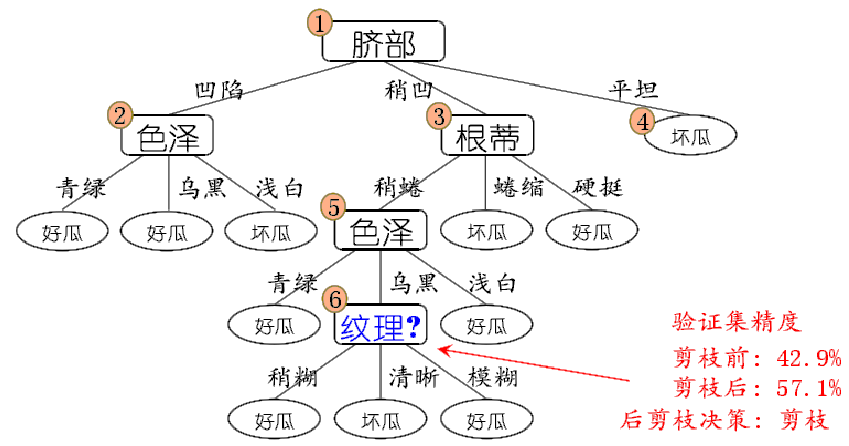 1
脐部
凹陷 稍凹 平坦
2 3 4
色泽 根蒂 坏瓜
青绿 乌黑 浅白 稍蜷 蜷缩 硬挺
好瓜 好瓜 坏瓜 5 色泽 坏瓜 好瓜
青绿 乌黑 浅白
好瓜 6 纹理? 好瓜
稍糊 清晰 模糊
好瓜 坏瓜 好瓜
验证集精度
剪枝前: 42.9%
剪枝后: 57.1%
后剪枝决策: 剪枝